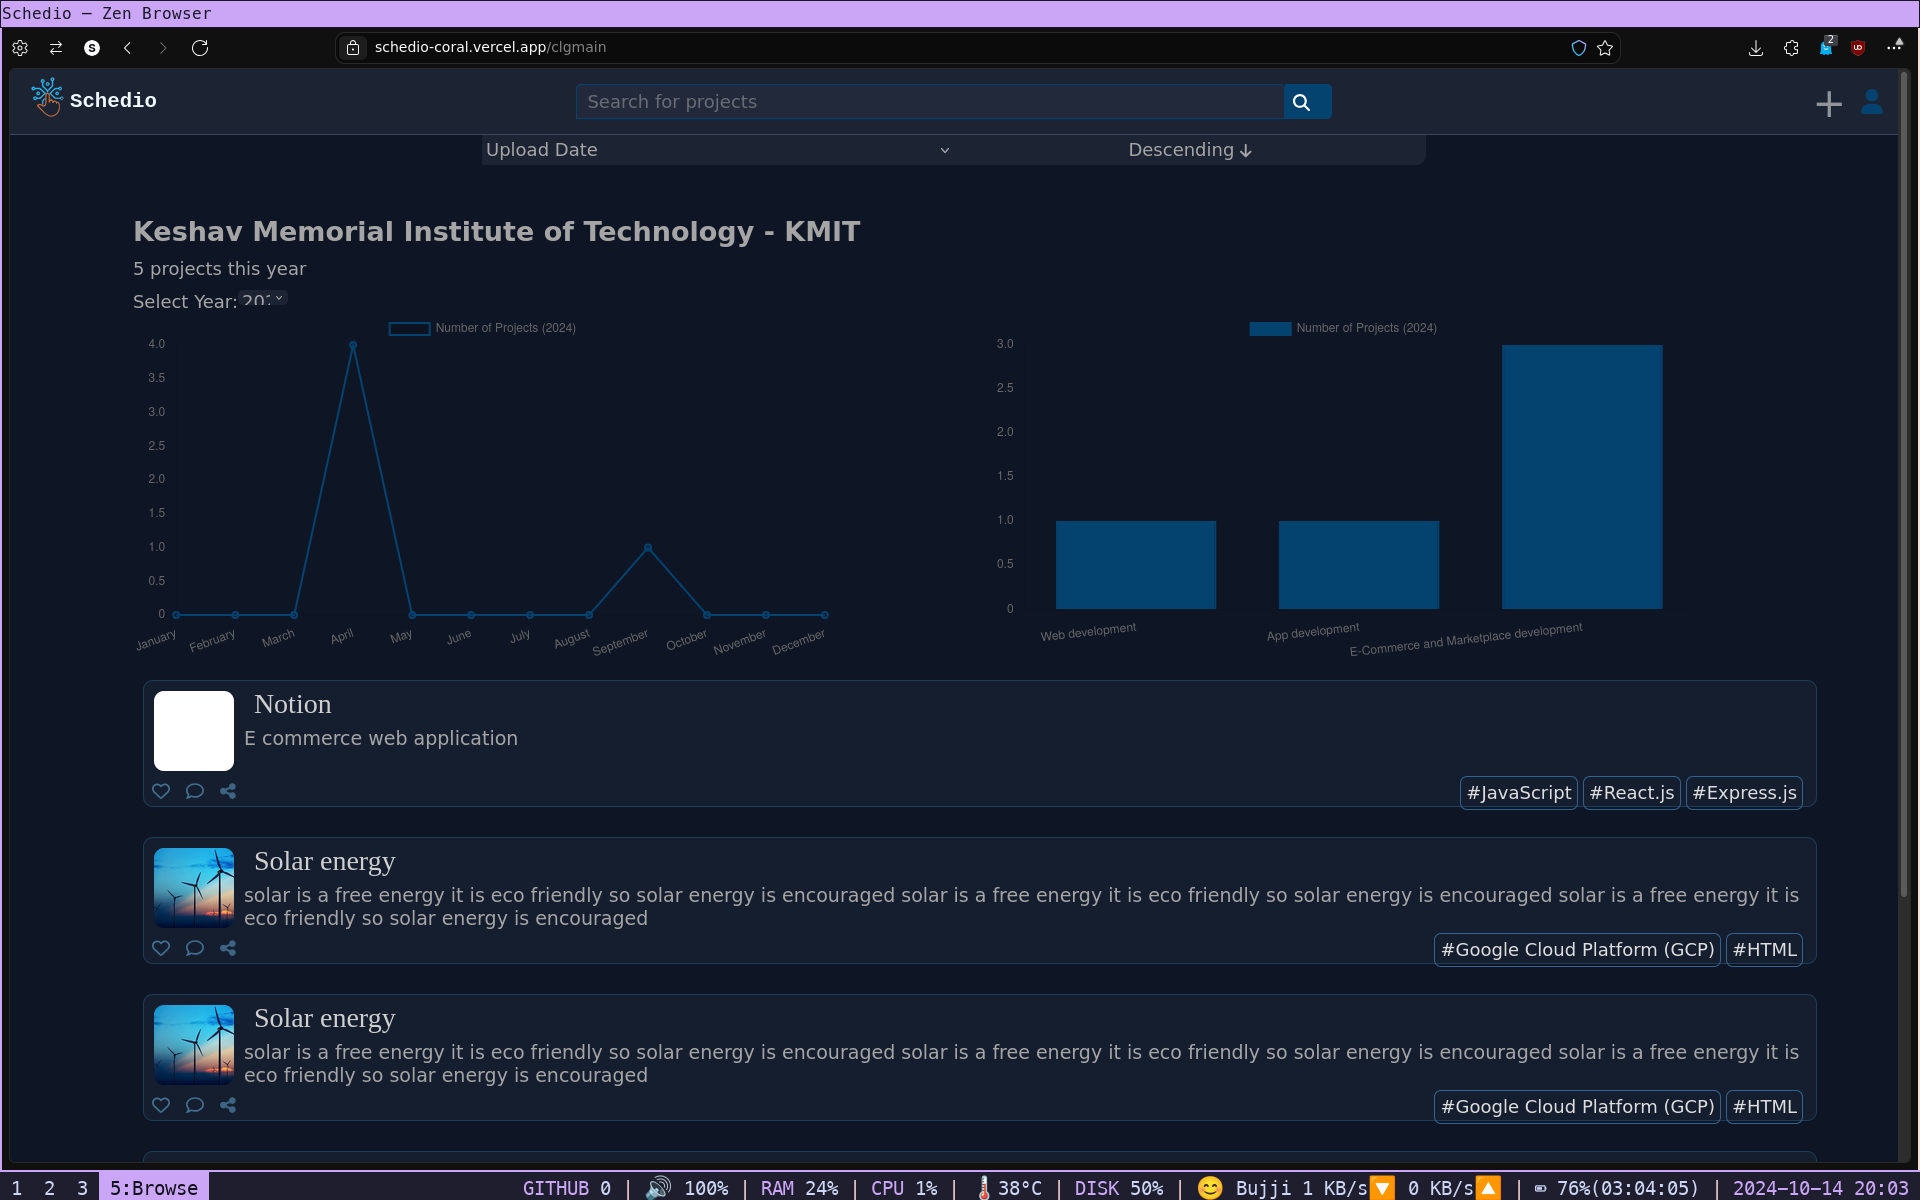 Schedio — Zen Browser
S
schedio-coral.vercel.app/clgmain
2
Schedio
Search for projects
Upload Date
Descending
Keshav Memorial Institute of Technology - KMIT
5 projects this year
Select Year:
Number of Projects (2024)
4.0
3.5
3.0
2.5
2.0
1.5
1.0
0.5
0
January February March April May June July August September October November December
Number of Projects (2024)
3.0
2.5
2.0
1.5
1.0
0.5
0
Web development App development E-Commerce and Marketplace development
Notion
E commerce web application
#JavaScript #React.js #Express.js
Solar energy
solar is a free energy it is eco friendly so solar energy is encouraged solar is a free energy it is eco friendly so solar energy is encouraged solar is a free energy it is
eco friendly so solar energy is encouraged
#Google Cloud Platform (GCP) #HTML
Solar energy
solar is a free energy it is eco friendly so solar energy is encouraged solar is a free energy it is eco friendly so solar energy is encouraged solar is a free energy it is
eco friendly so solar energy is encouraged
#Google Cloud Platform (GCP) #HTML
1 2 3 5:Browse GITHUB 0 | 100% | RAM 24% | CPU 1% | 38°C | DISK 50% | Bujji 1 KB/s 0 KB/s | 76%(03:04:05) | 2024-10-14 20:03